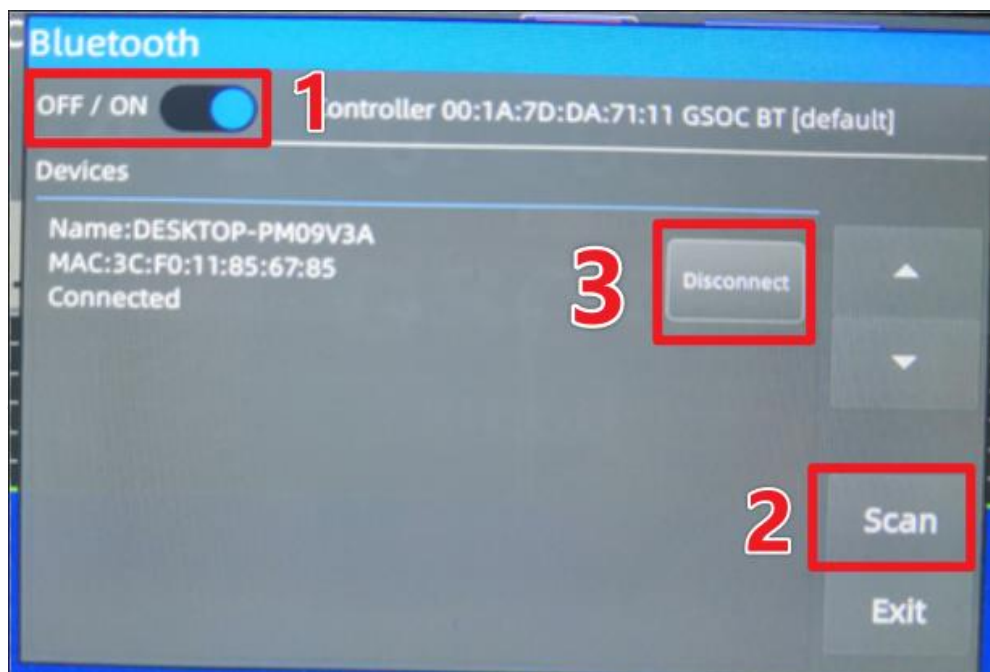 Bluetooth
OFF / ON
1
Controller 00:1A:7D:DA:71:11 GSOC BT [default]
Devices
Name:DESKTOP-PM09V3A
MAC:3C:F0:11:85:67:85
Connected
3
Disconnect
2
Scan
Exit